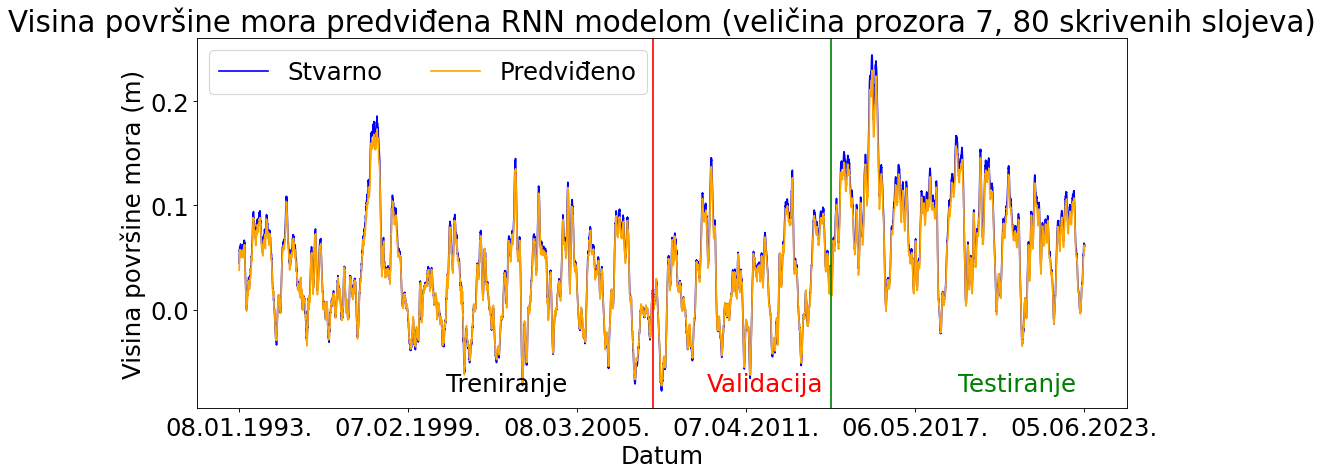 Visina površine mora predviđena RNN modelom (veličina prozora 7, 80 skrivenih slojeva)
Stvarno Predviđeno
Visina površine mora (m)
0.2
0.1
0.0
Treniranje Validacija Testiranje
08.01.1993. 07.02.1999. 08.03.2005. 07.04.2011. 06.05.2017. 05.06.2023.
Datum